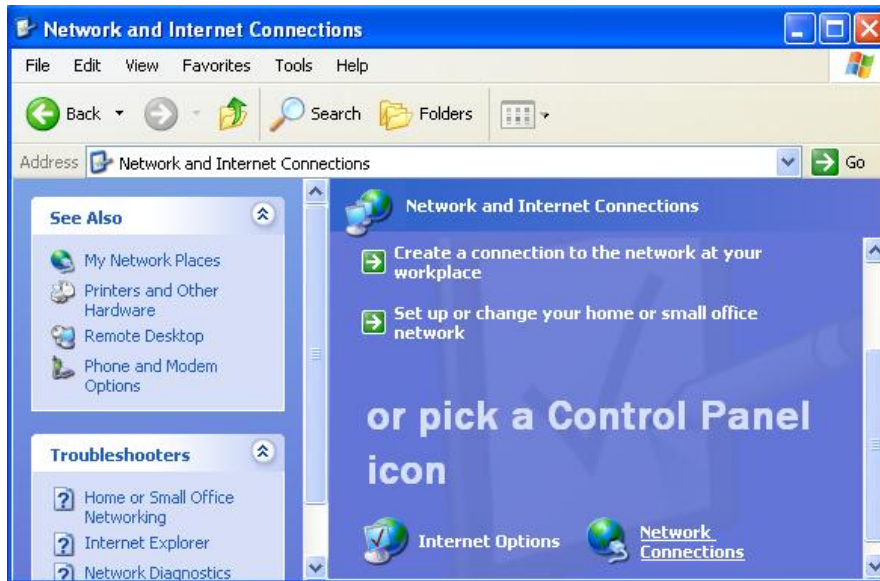 Network and Internet Connections
File Edit View Favorites Tools Help
Back Search Folders
Address Network and Internet Connections Go
See Also
My Network Places
Printers and Other
Hardware
Remote Desktop
Phone and Modem
Options
Troubleshooters
Home or Small Office
Networking
Internet Explorer
Network Diagnostics
Network and Internet Connections
Create a connection to the network at your
workplace
Set up or change your home or small office
network
or pick a Control Panel
icon
Internet Options
Network
Connections